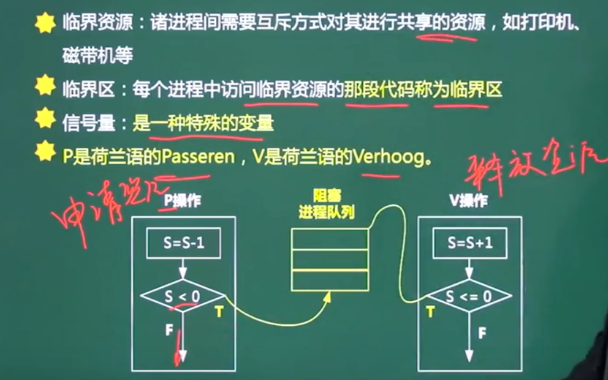 临界资源：诸进程间需要互斥方式对其进行共享的资源，如打印机、
磁带机等
临界区：每个进程中访问临界资源的那段代码称为临界区
信号量：是一种特殊的变量
P是荷兰语的Passeren，V是荷兰语的Verhoog。
申请资源
释放资源
P操作
阻塞
进程队列
V操作
S=S-1
S=S+1
S < 0
S <= 0
T
T
F
F